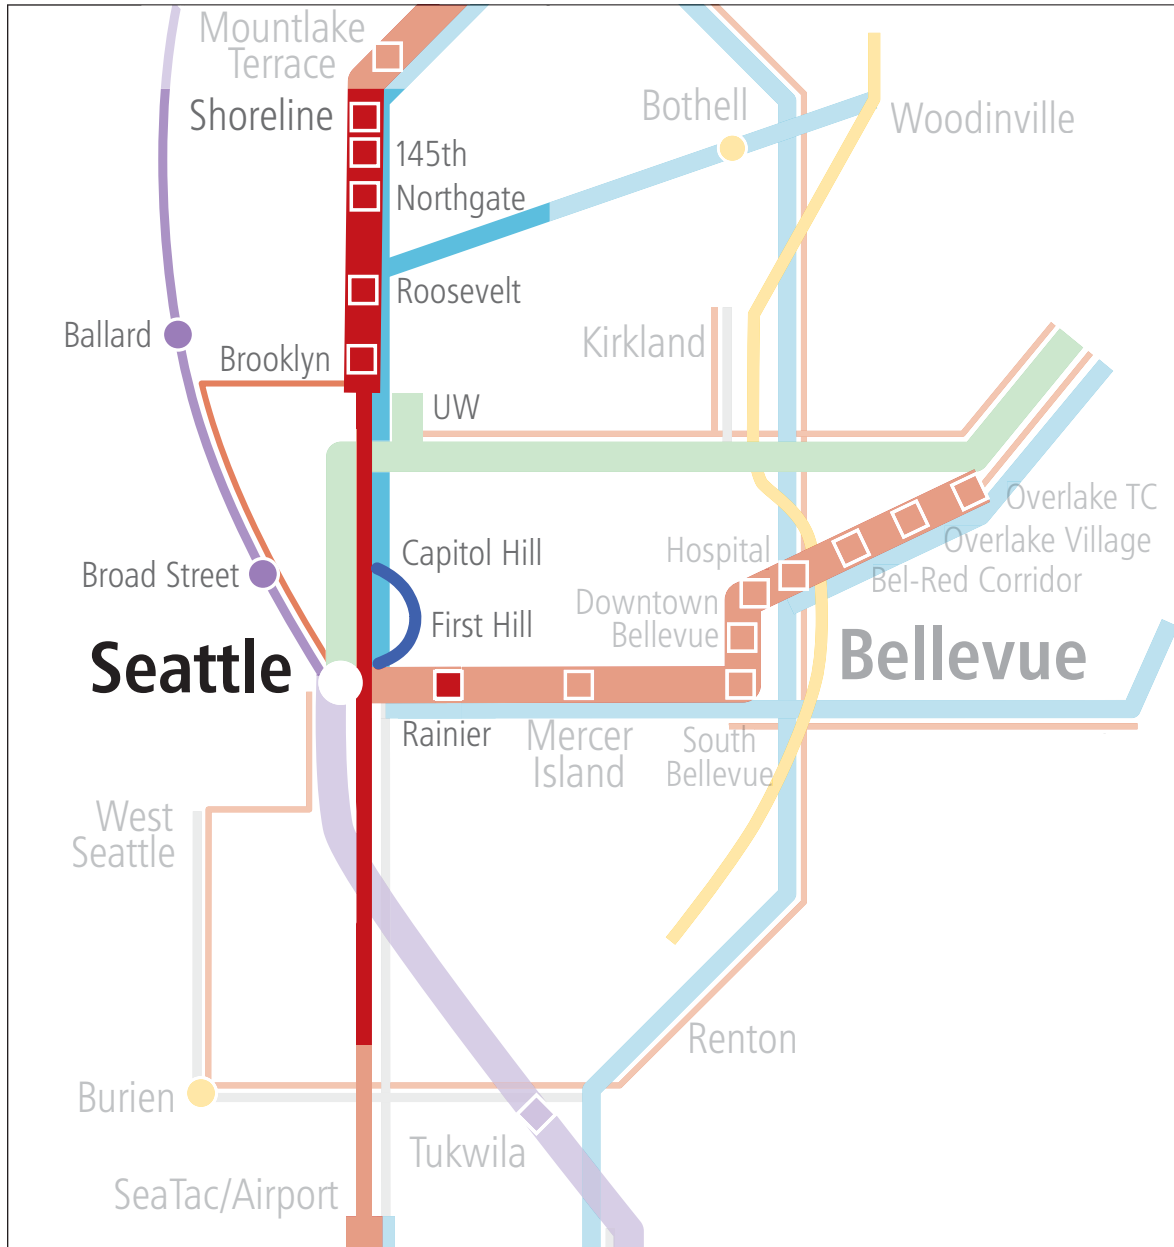 Mountlake
Terrace
Shoreline
Bothell
Woodinville
145th
Northgate
Roosevelt
Ballard
Kirkland
Brooklyn
UW
Overlake TC
Capitol Hill
Hospital
Overlake Village
Broad Street
Bel-Red Corridor
Downtown
Bellevue
First Hill
Seattle
Bellevue
Rainier
Mercer
Island
South
Bellevue
West
Seattle
Renton
Burien
Tukwila
SeaTac/Airport